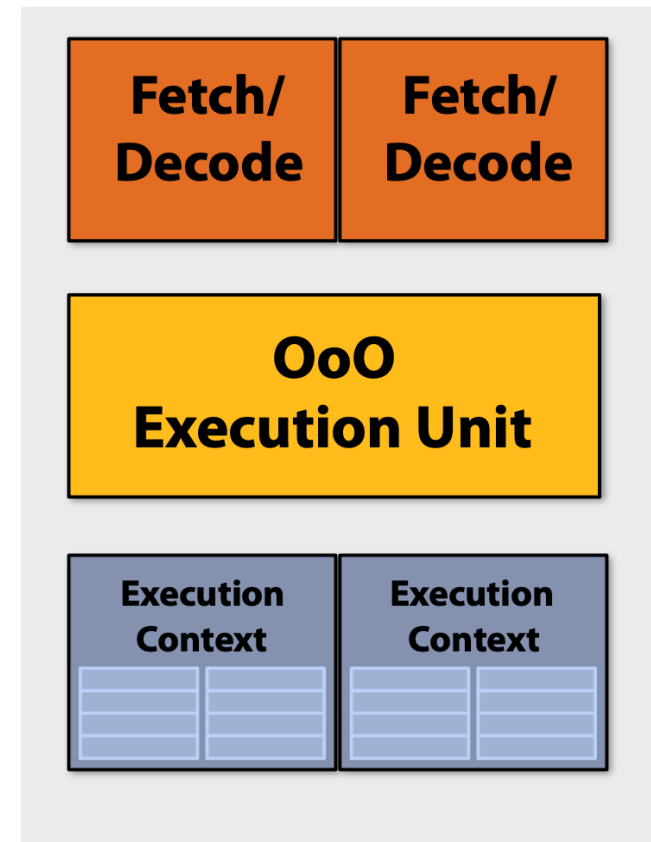 Fetch/
Decode
Fetch/
Decode
OoO
Execution Unit
Execution
Context
Execution
Context